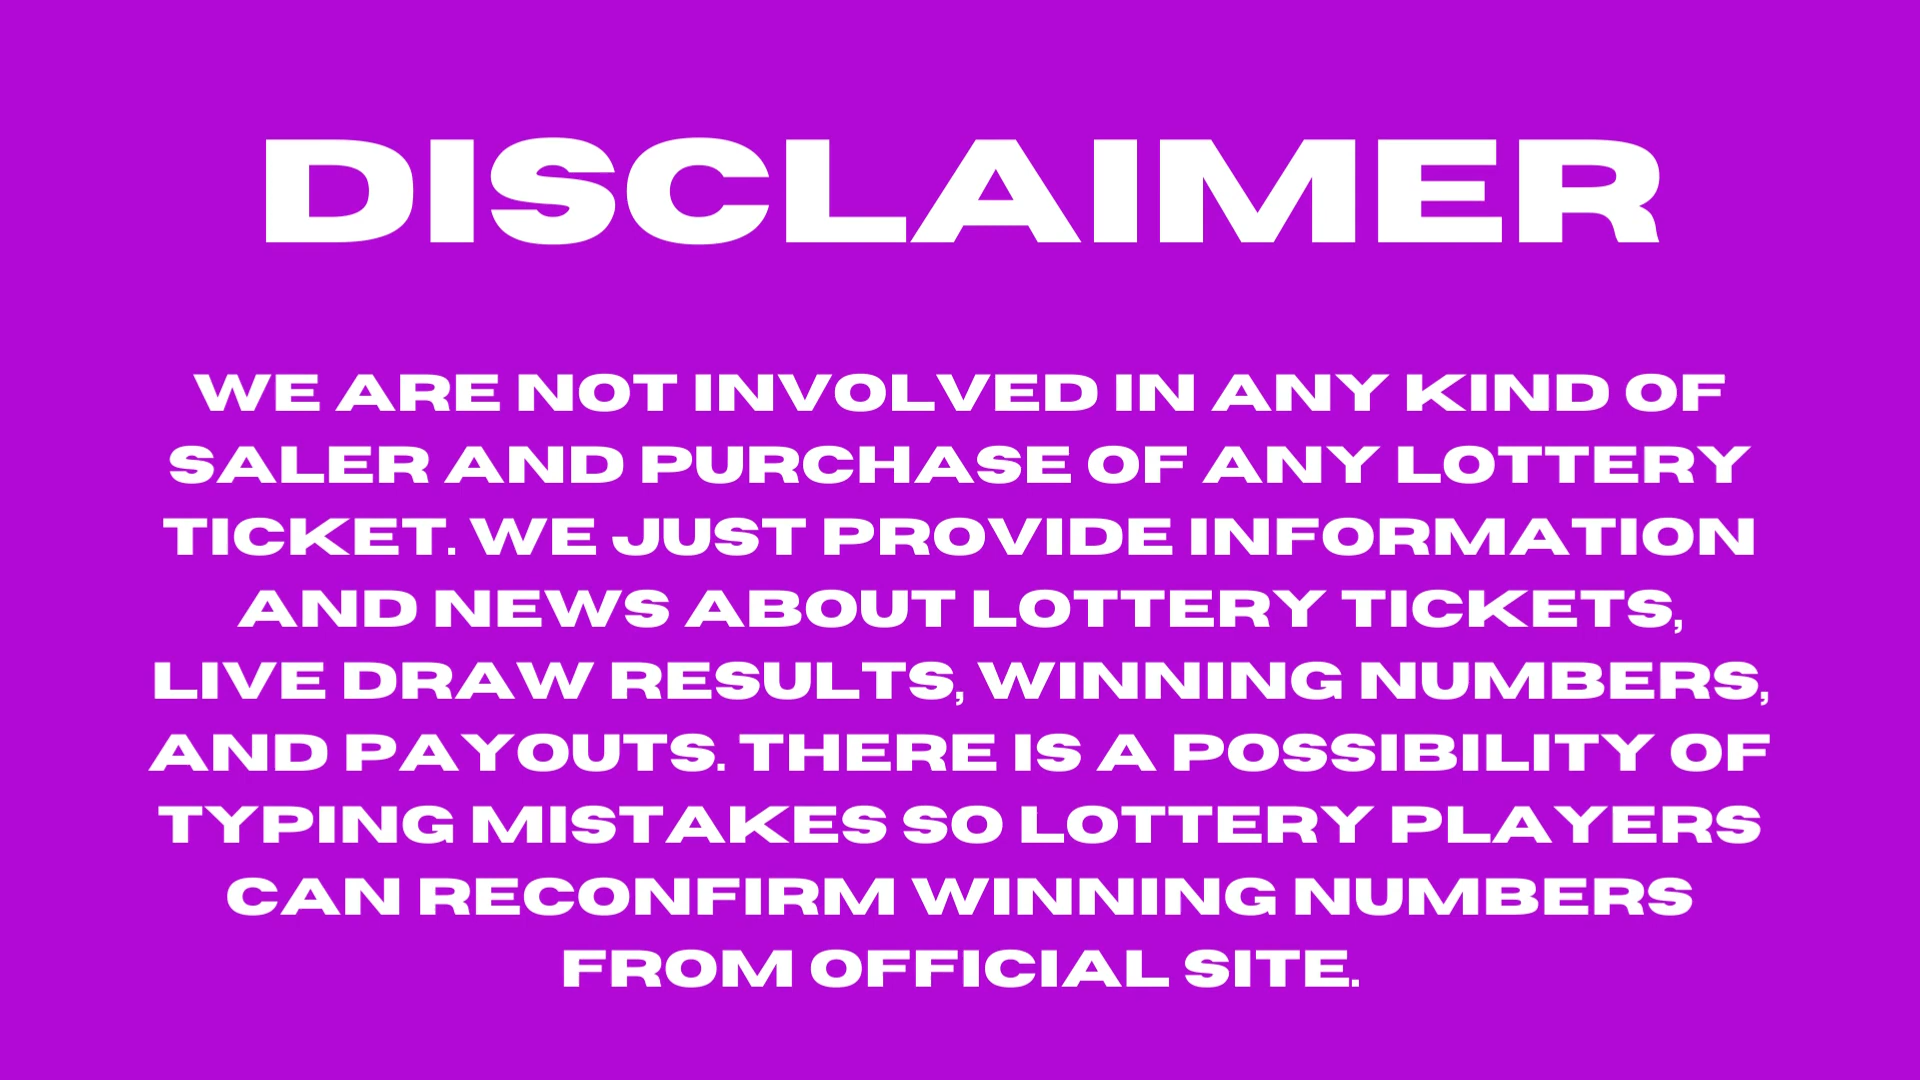 DISCLAIMER
WE ARE NOT INVOLVED IN ANY KIND OF
SALER AND PURCHASE OF ANY LOTTERY
TICKET. WE JUST PROVIDE INFORMATION
AND NEWS ABOUT LOTTERY TICKETS,
LIVE DRAW RESULTS, WINNING NUMBERS,
AND PAYOUTS. THERE IS A POSSIBILITY OF
TYPING MISTAKES SO LOTTERY PLAYERS
CAN RECONFIRM WINNING NUMBERS
FROM OFFICIAL SITE.